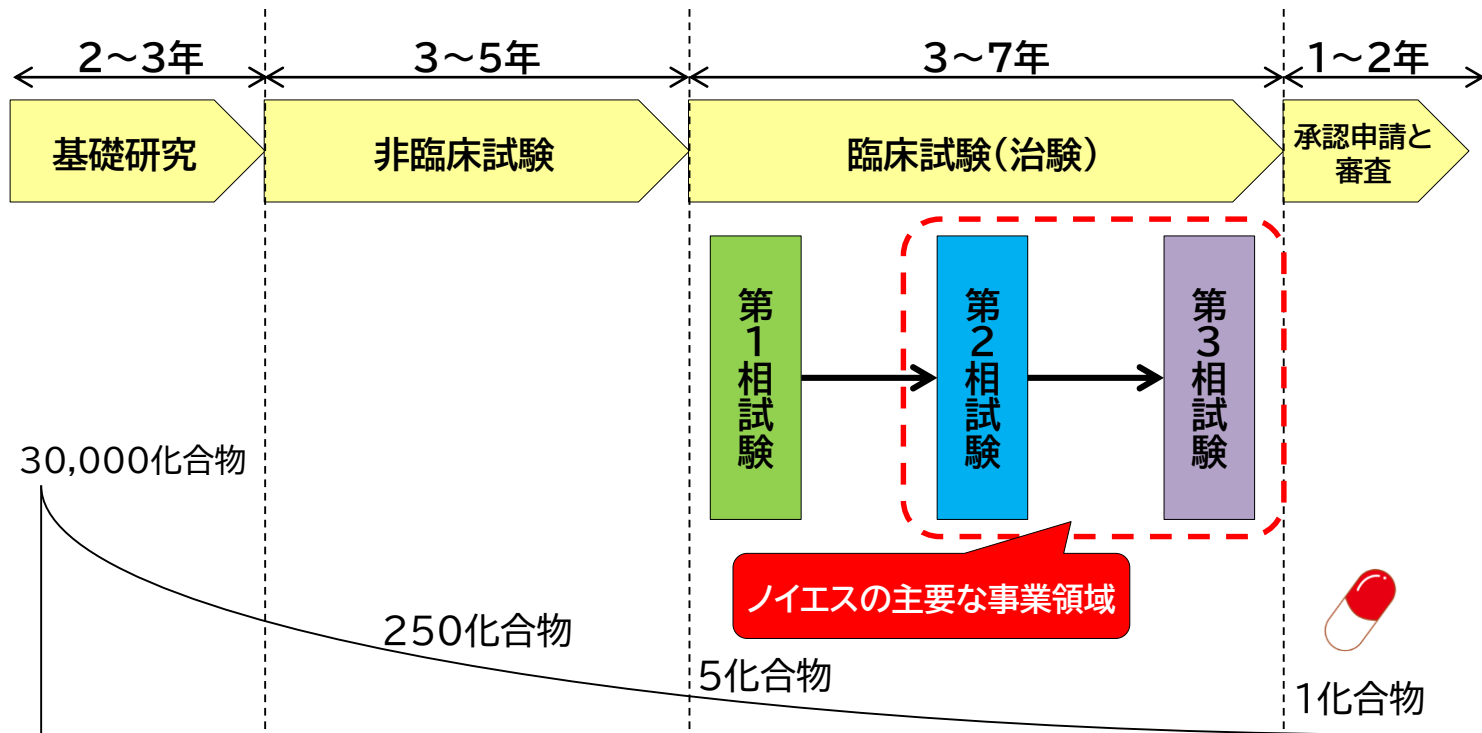 2～3年
3～5年
3～7年
1～2年
基礎研究
非臨床試験
臨床試験(治験)
承認申請と
審査
第1相試験
第2相試験
第3相試験
ノイエスの主要な事業領域
30,000化合物
250化合物
5化合物
1化合物